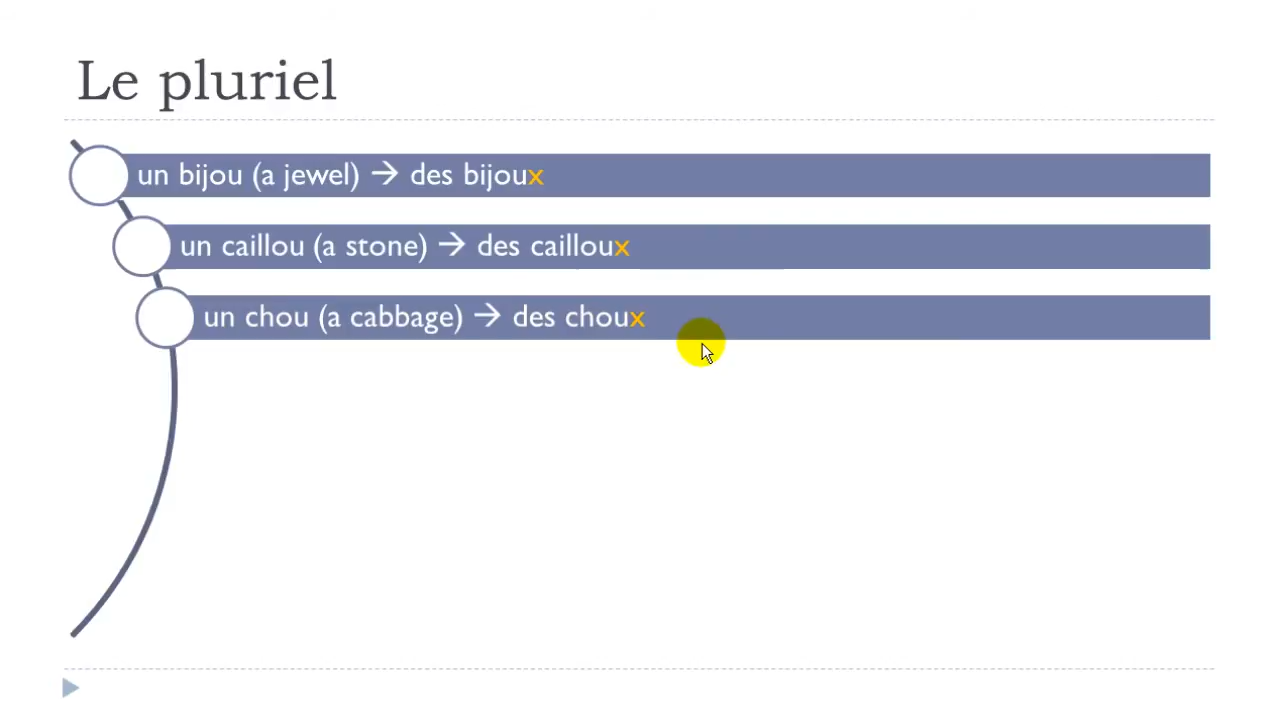 Le pluriel
un bijou (a jewel) → des bijoux
un caillou (a stone) → des cailloux
un chou (a cabbage) → des choux